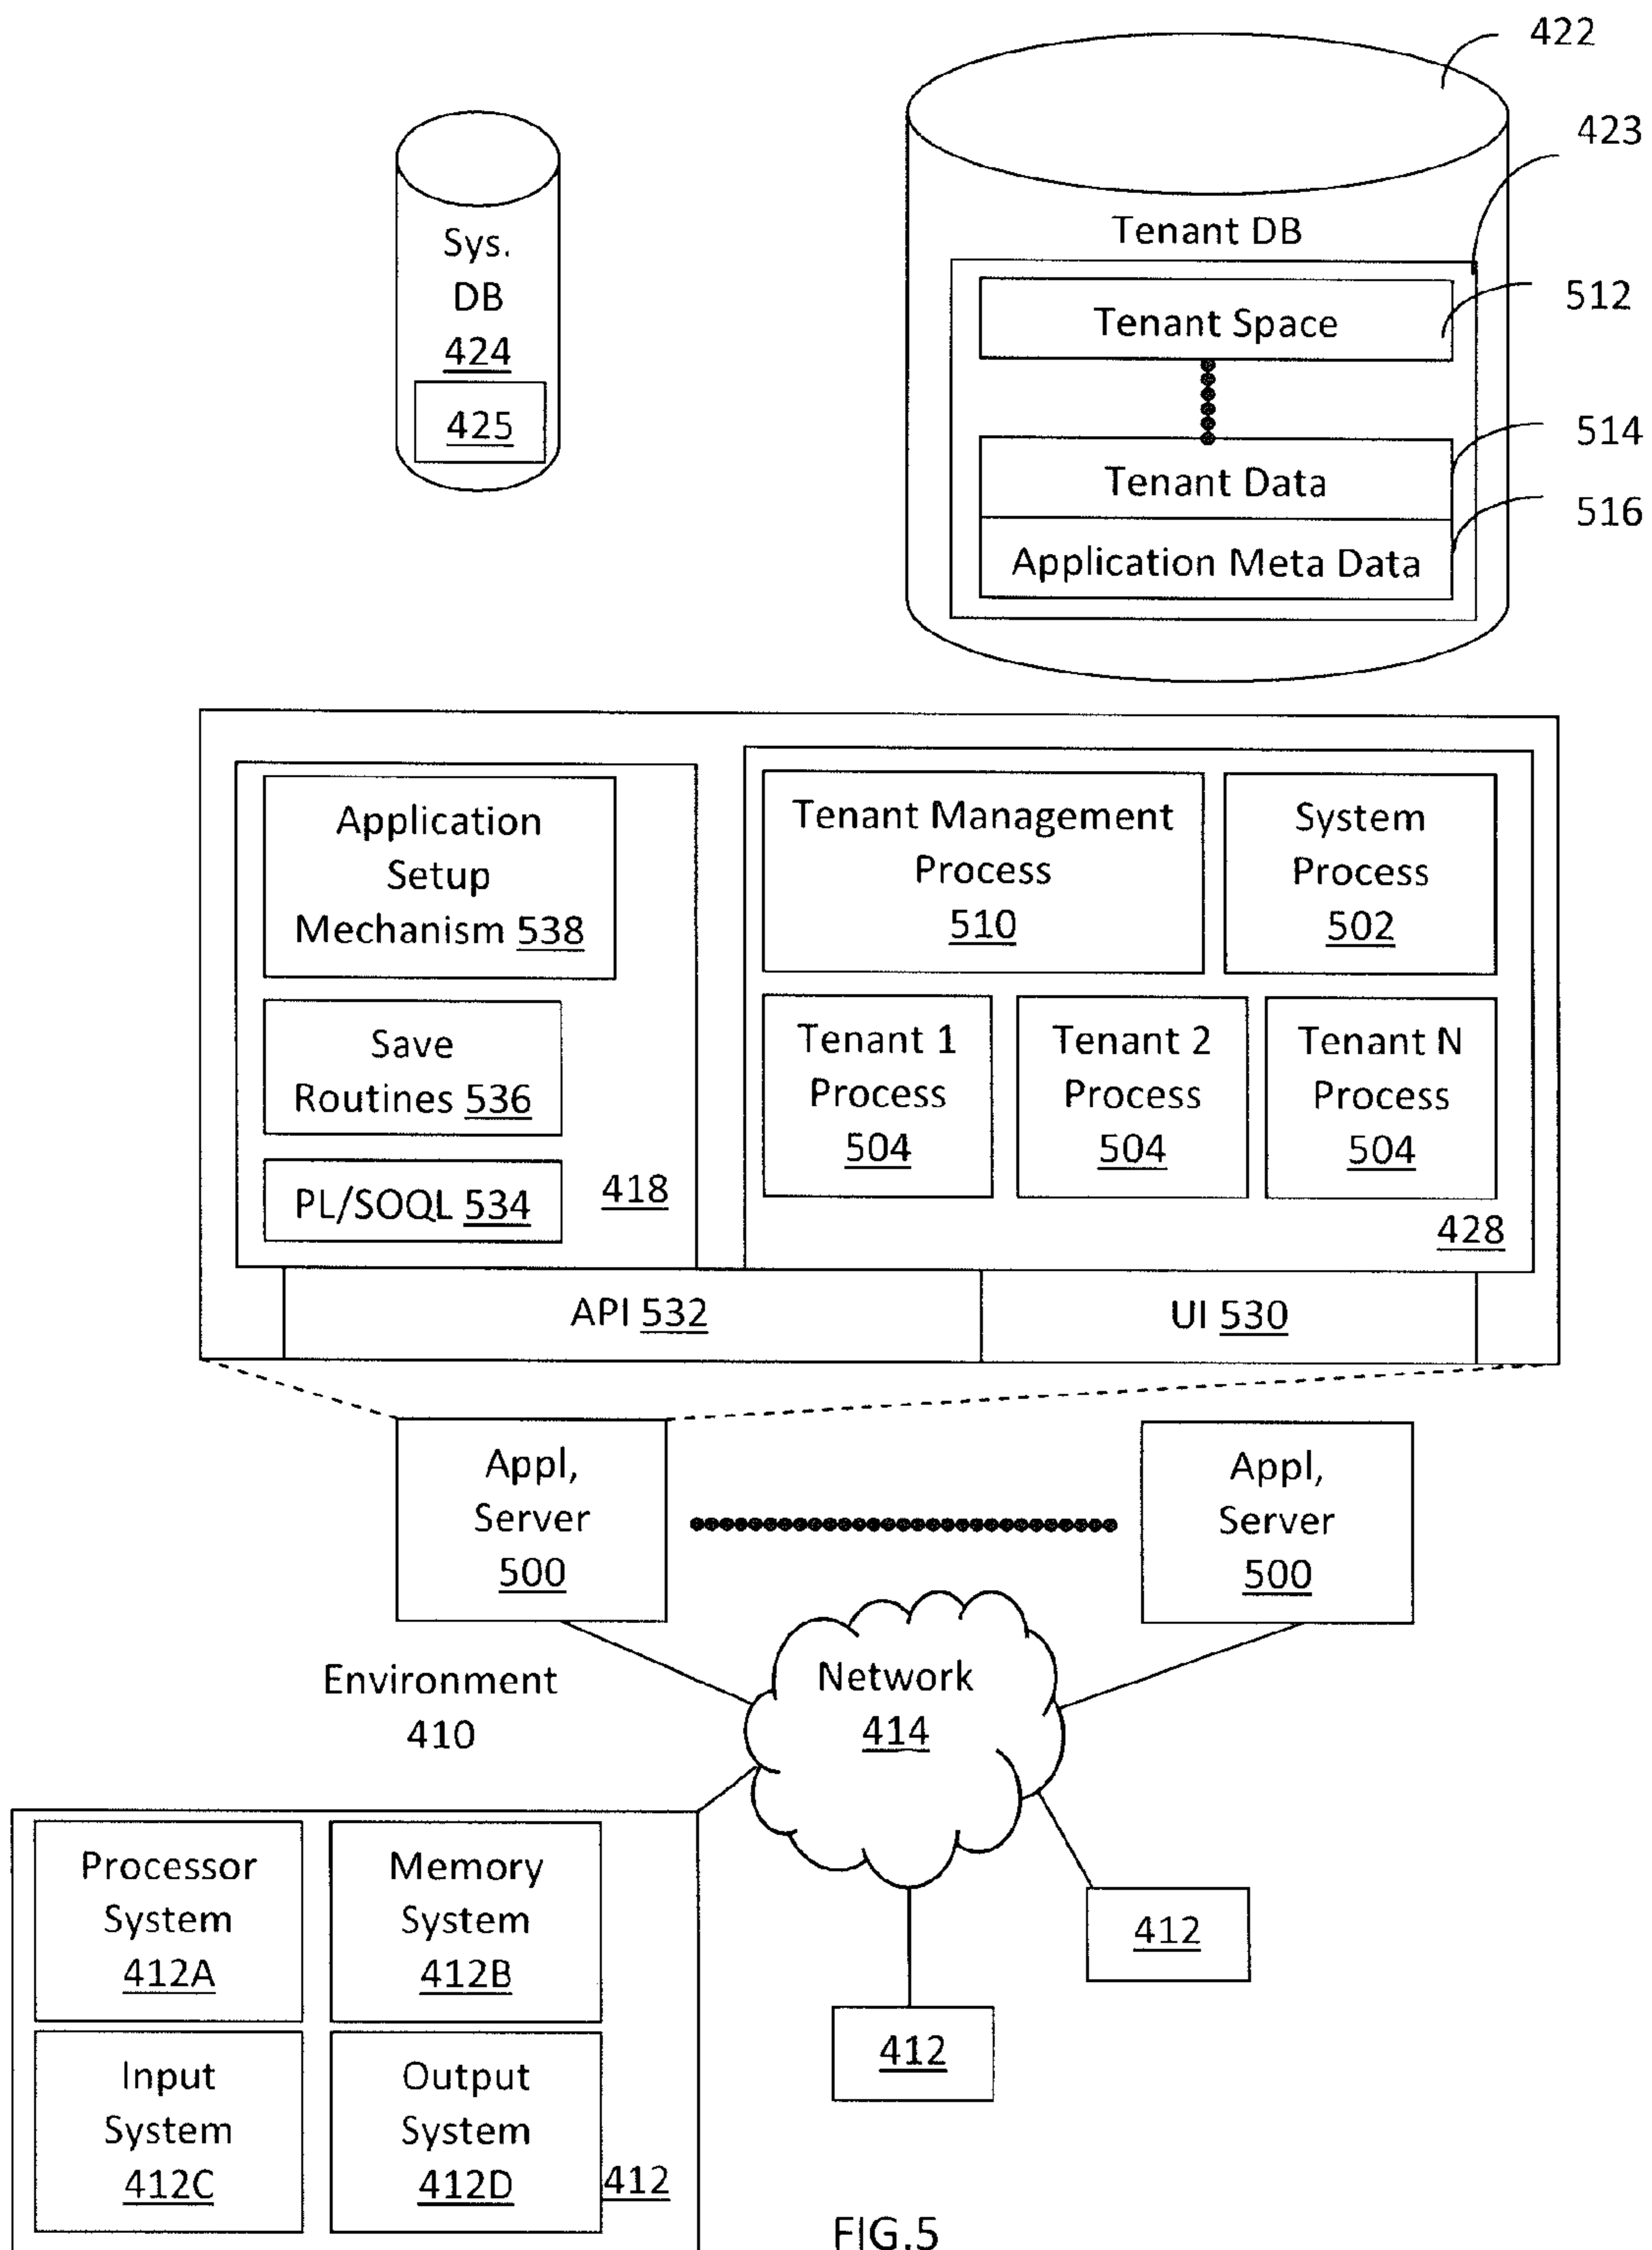 422
423
Sys.
DB
424
425
Tenant DB
Tenant Space
512
Tenant Data
514
Application Meta Data
516
Application
Setup
Mechanism 538
Save
Routines 536
PL/SOQL 534
418
Tenant Management
Process
510
System
Process
502
Tenant 1
Process
504
Tenant 2
Process
504
Tenant N
Process
504
428
API 532
UI 530
Appl,
Server
500
Appl,
Server
500
Environment
410
Network
414
Processor
System
412A
Memory
System
412B
Input
System
412C
Output
System
412D
412
412
412
FIG.5